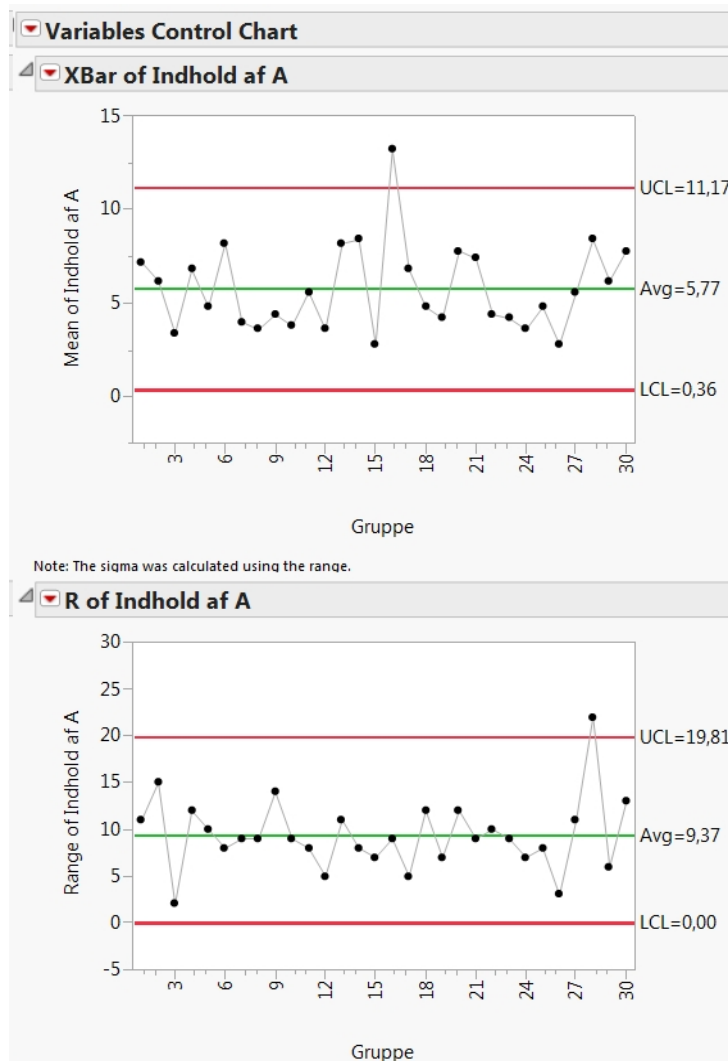 Variables Control Chart
XBar of Indhold af A
Mean of Indhold af A
15
10
5
0
UCL=11,17
Avg=5,77
LCL=0,36
3 6 9 12 15 18 21 24 27 30
Gruppe
Note: The sigma was calculated using the range.
R of Indhold af A
Range of Indhold af A
30
25
20
15
10
5
0
-5
UCL=19,81
Avg=9,37
LCL=0,00
3 6 9 12 15 18 21 24 27 30
Gruppe